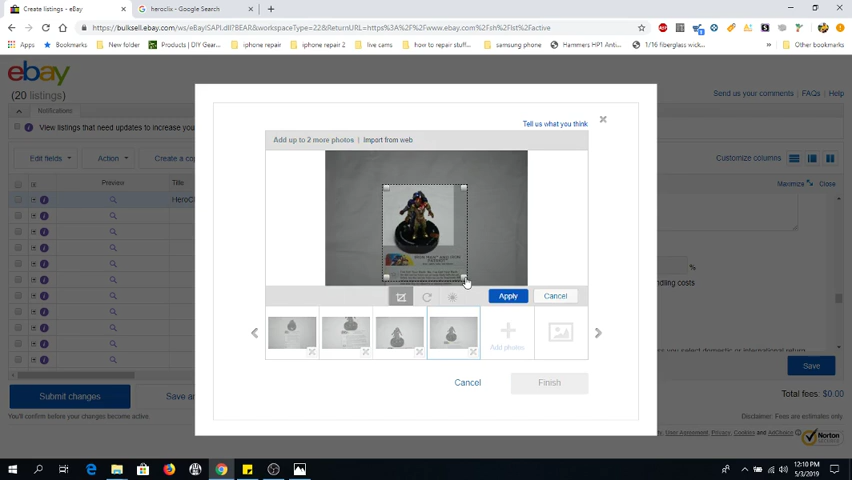 Create listings - eBay
heroclix - Google Search
https://bulksell.ebay.com/ws/eBayISAPI.dll?BEAR&workspaceType=22&ReturnURL=https%3A%2F%2Fwww.ebay.com%2Fsh%2Flst%2Factive
Apps Bookmarks New folder Products | DIY Gear... iphone repair iphone repair 2 live cams how to repair stuff... samsung phone Hammers HP1 Anti-... 1/16 fiberglass wick... » Other bookmarks
ebay
Send us your comments | FAQs | Help
(20 listings)
Notifications
View listings that need updates to increase you
Edit fields Action Create a co
Customize columns
Preview Title
Maximize Close
HeroCl
Tell us what you think
Add up to 2 more photos | Import from web
%
ding costs
Apply Cancel
Add photos
Cancel Finish
Save
Submit changes Save an
Total fees: $0.00
You'll confirm before your changes become active.
Disclaimer: Fees are estimates only.
User Agreement, Privacy, Cookies and AdChoice
Norton
12:10 PM
5/3/2019